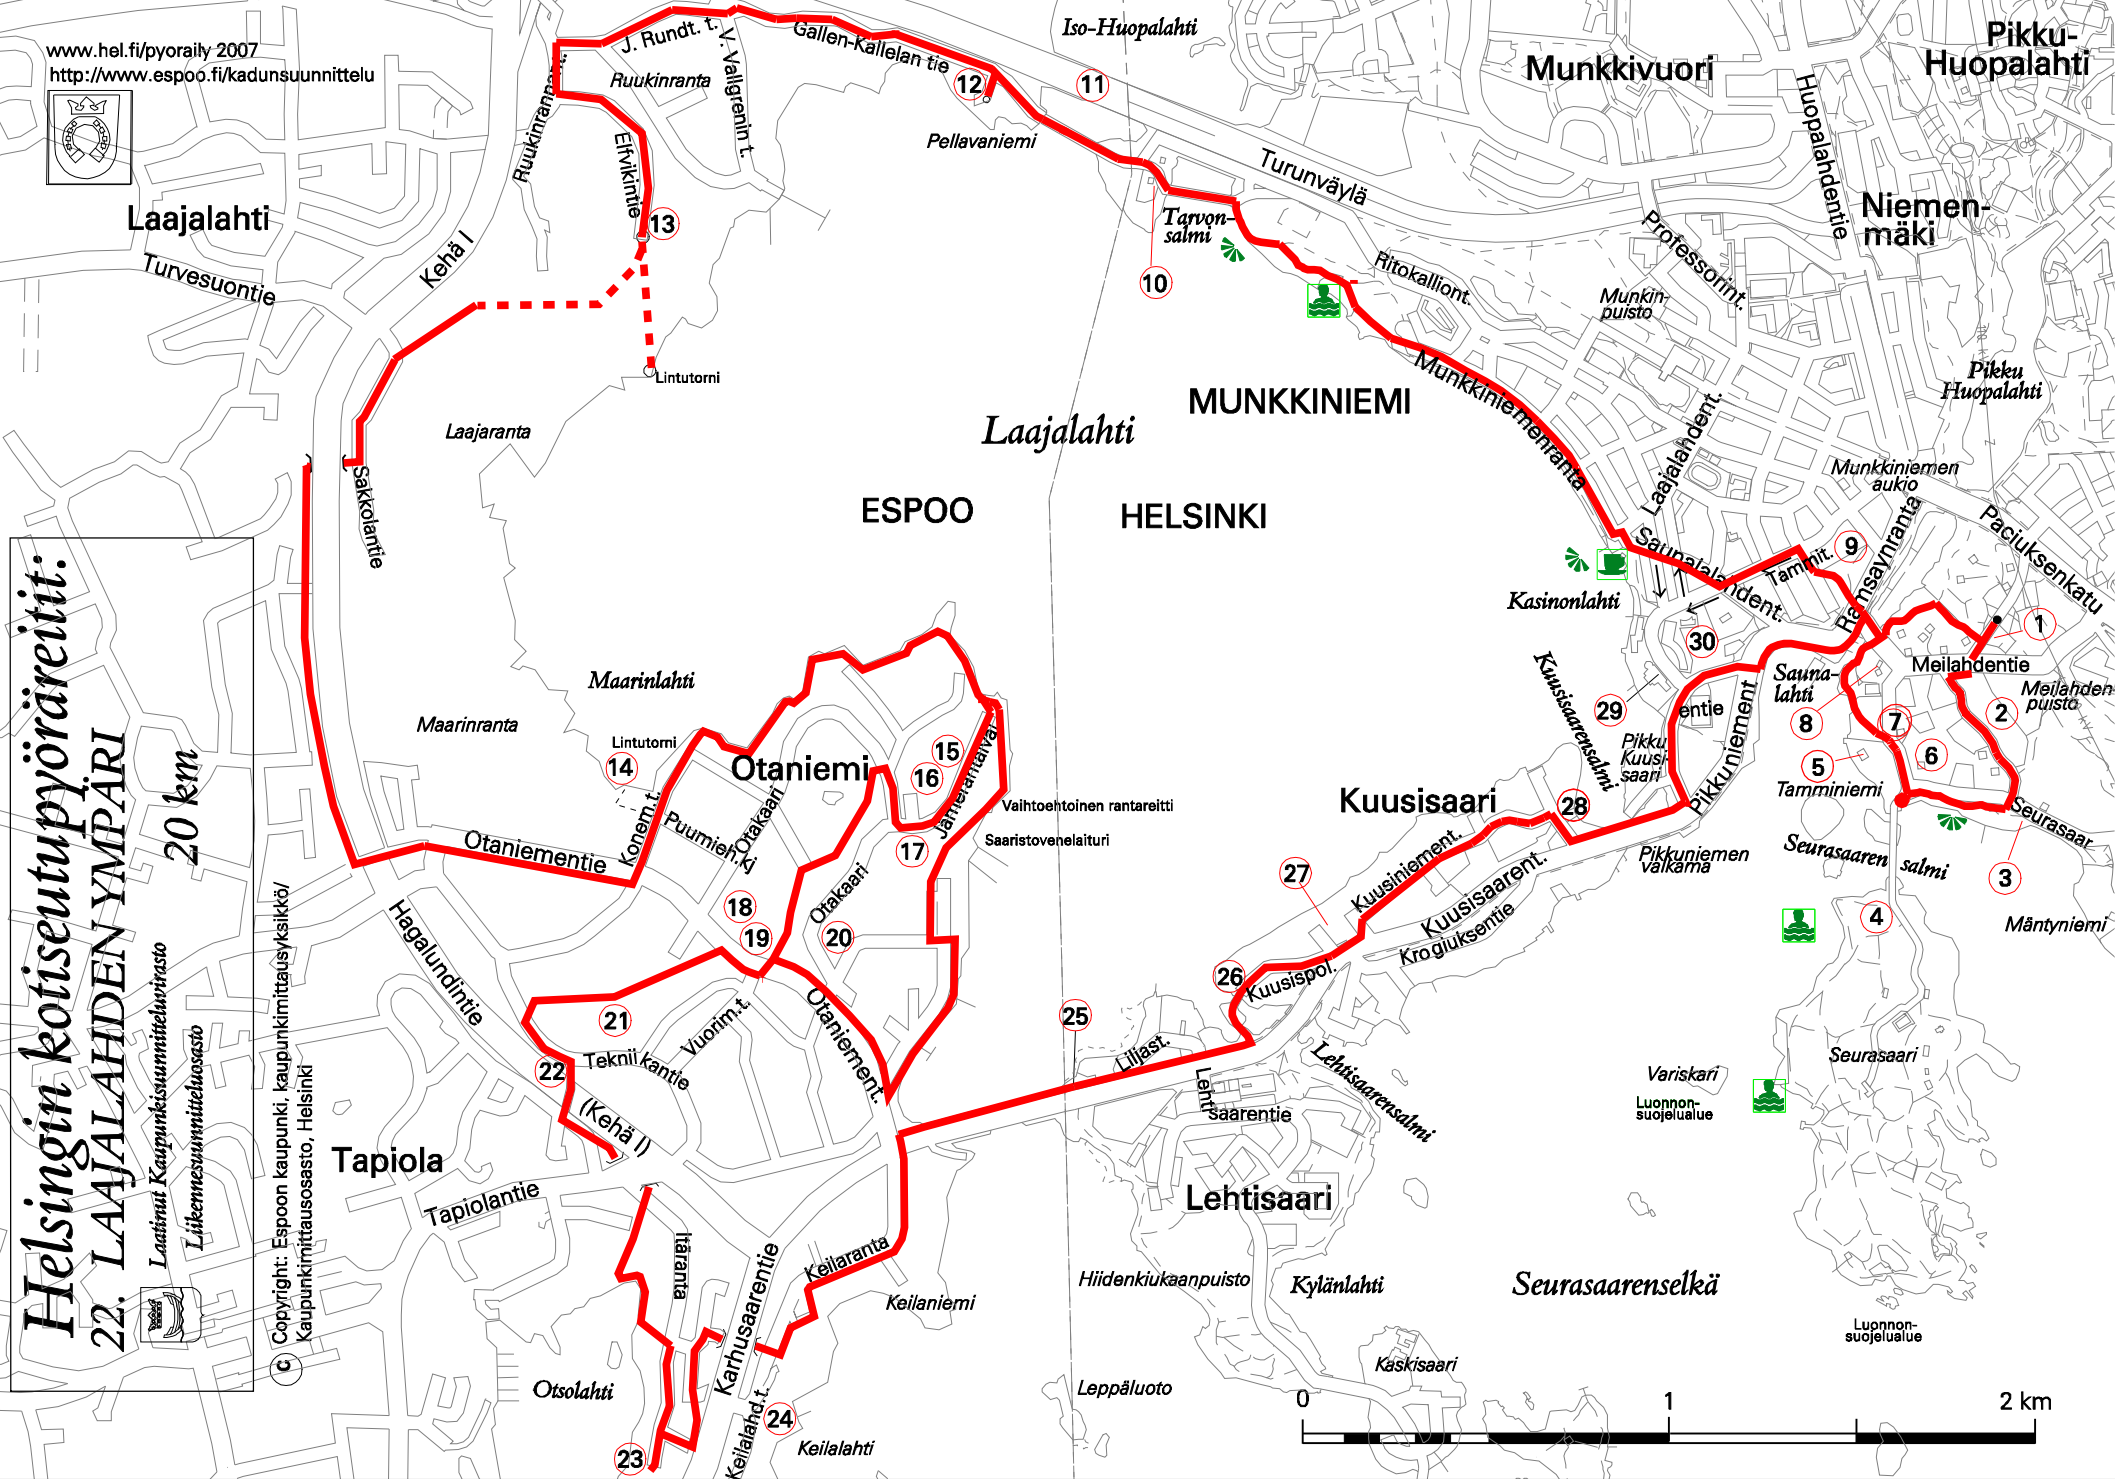 www.hel.fi/pyoraily 2007
http://www.espoo.fi/kadunsuunnittelu
Helsingin kotiseutupyöräreitit:
22. LAAJALAHDEN YMPÄRI
20 km
Laatinut Kaupunkisuunnitteluvirasto
Liikennesuunnitteluosasto
C
Copyright: Espoon kaupunki, kaupunkimittausyksikkö/
Kaupunkimittausosasto, Helsinki
Iso-Huopalahti
Munkkivuori
Pikku-
Huopalahti
J. Rundt. t.
V. Vallgrenin t.
Gallen-Kallelan tie
Ruukinranta
12
11
Pellavaniemi
Elfvikintie
Turunväylä
Huopalahdentie
Niemen-
mäki
Professorint.
Laajalahti
Turvesuontie
Kehä I
13
Tarvon-
salmi
10
Ritokalliont.
Munkin-
puisto
Lintutorni
Laajaranta
Sakkolantie
MUNKKINIEMI
Laajalahti
ESPOO
HELSINKI
Munkkiniemenranta
Laajalahdent.
Pikku
Huopalahti
Munkkiniemen
aukio
Paciuksenkatu
Ramsaynranta
Saunalahdent.
Tammit.
9
Kasinonlahti
30
1
Meilahdentie
Meilahden-
puisto
2
Sauna-
lahti
8
7
6
5
29
entie
Pikku
Kuusi-
saari
Pikkuniement.
Kuusisaarensalmi
Tamminiemi
Seurasaar
3
Seurasaaren salmi
4
Mäntyniemi
Maarinlahti
Maarinranta
Lintutorni
14
Otaniemi
15
16
17
Vaihtoehtoinen rantareitti
Saaristovenelaituri
Konem.t.
Puumieh.kj
Otakaari
Otaniementie
18
19
20
Otakaari
Hagalundintie
21
22
Tekniikantie
Vuorim.t.
Otaniement.
(Kehä I)
Tapiola
Tapiolantie
Itäranta
Karhusaarentie
Keilaranta
Keilaniemi
Otsolahti
23
24
Keilalahd.t.
Keilalahti
Kuusisaari
28
27
26
25
Kuusiniement.
Kuusisaarent.
Krogiuksentie
Kuusispol.
Pikkuniemen
valkama
Liljast.
Lehtisaarensalmi
Lehti
saarentie
Lehtisaari
Hiidenkiukaanpuisto
Kylänlahti
Leppäluoto
Kaskisaari
Seurasaarenselkä
Variskari
Luonnon-
suojelualue
Seurasaari
Luonnon-
suojelualue
0 1 2 km